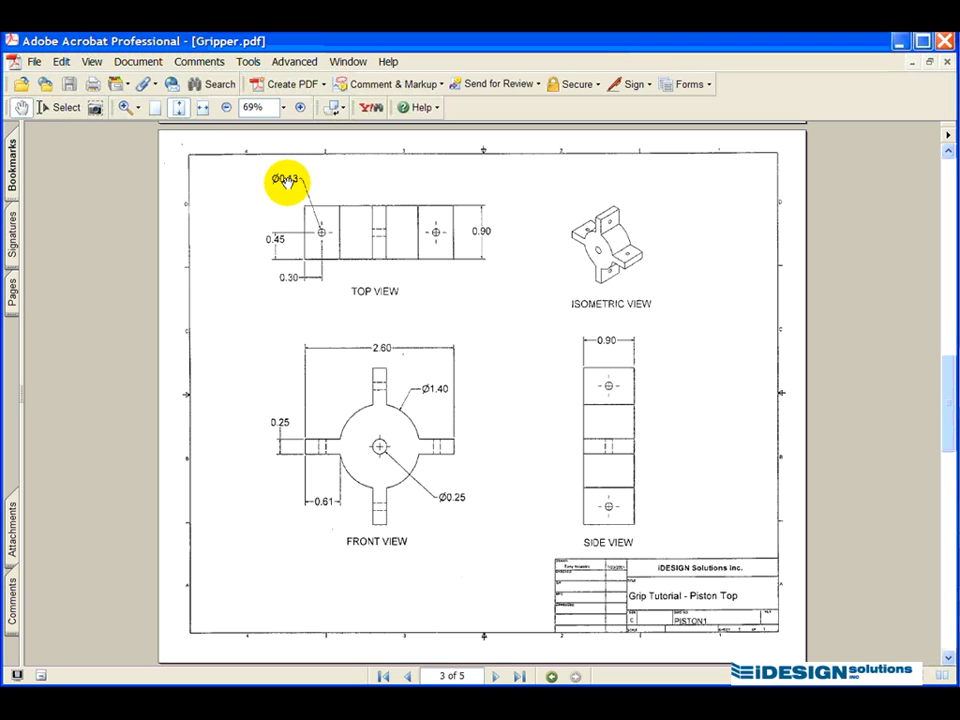 Adobe Acrobat Professional - [Gripper.pdf]
File Edit View Document Comments Tools Advanced Window Help
Search Create PDF Comment & Markup Send for Review Secure Sign Forms
Select 69% Y! Help
Bookmarks
Signatures
Pages
Attachments
Comments
Ø0.13
0.45
0.90
0.30
TOP VIEW
ISOMETRIC VIEW
2.60
0.90
Ø1.40
0.25
0.61
Ø0.25
FRONT VIEW
SIDE VIEW
iDESIGN Solutions Inc.
Grip Tutorial - Piston Top
C
PISTON1
3 of 5
iDESIGN solutions
INC